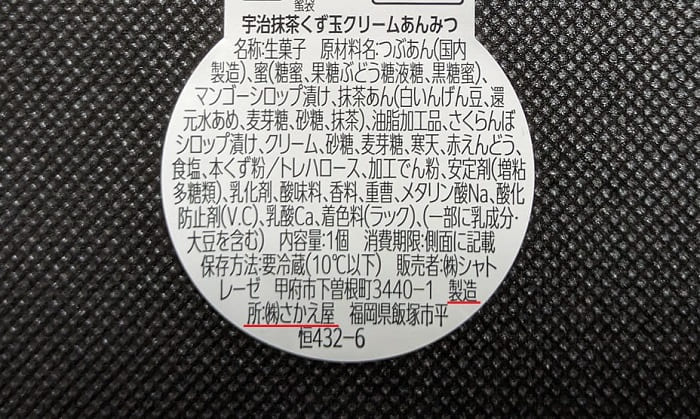 蜜袋
宇治抹茶くず玉クリームあんみつ
名称:生菓子　原材料名:つぶあん(国内
製造)、蜜(糖蜜、果糖ぶどう糖液糖、黒糖蜜)、
マンゴーシロップ漬け、抹茶あん(白いんげん豆、還
元水あめ、麦芽糖、砂糖、抹茶)、油脂加工品、さくらんぼ
シロップ漬け、クリーム、砂糖、麦芽糖、寒天、赤えんどう、
食塩、本くず粉/トレハロース、加工でん粉、安定剤(増粘
多糖類)、乳化剤、酸味料、香料、重曹、メタリン酸Na、酸化
防止剤(V.C)、乳酸Ca、着色料(ラック)、(一部に乳成分・
大豆を含む)　内容量:1個　消費期限:側面に記載
保存方法:要冷蔵(10℃以下)　販売者:㈱シャト
レーゼ　甲府市下曽根町3440-1　製造
所:㈱さかえ屋　福岡県飯塚市平
恒432-6